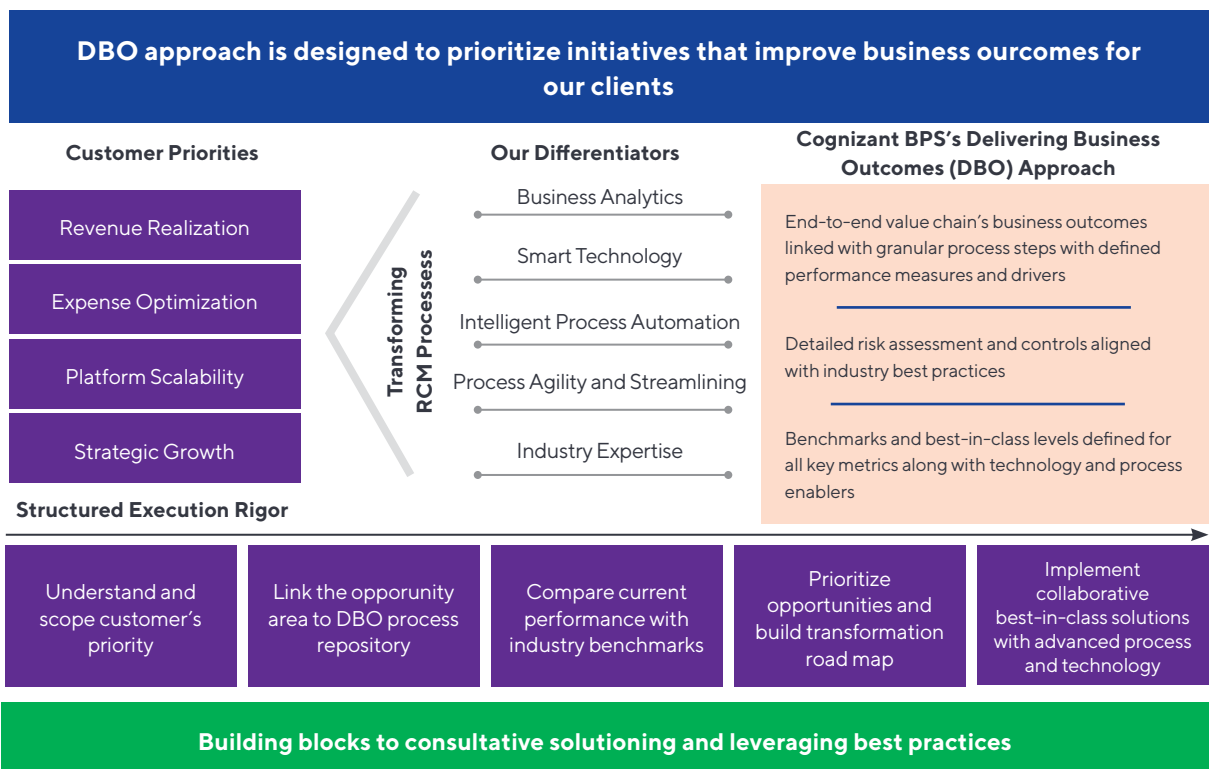 DBO approach is designed to prioritize initiatives that improve business ourcomes for
our clients
Customer Priorities
Revenue Realization
Expense Optimization
Platform Scalability
Strategic Growth
Transforming
RCM Processess
Our Differentiators
Business Analytics
Smart Technology
Intelligent Process Automation
Process Agility and Streamlining
Industry Expertise
Cognizant BPS's Delivering Business
Outcomes (DBO) Approach
End-to-end value chain's business outcomes
linked with granular process steps with defined
performance measures and drivers
Detailed risk assessment and controls aligned
with industry best practices
Benchmarks and best-in-class levels defined for
all key metrics along with technology and process
enablers
Structured Execution Rigor
Understand and
scope customer's
priority
Link the opporunity
area to DBO process
repository
Compare current
performance with
industry benchmarks
Prioritize
opportunities and
build transformation
road map
Implement
collaborative
best-in-class solutions
with advanced process
and technology
Building blocks to consultative solutioning and leveraging best practices